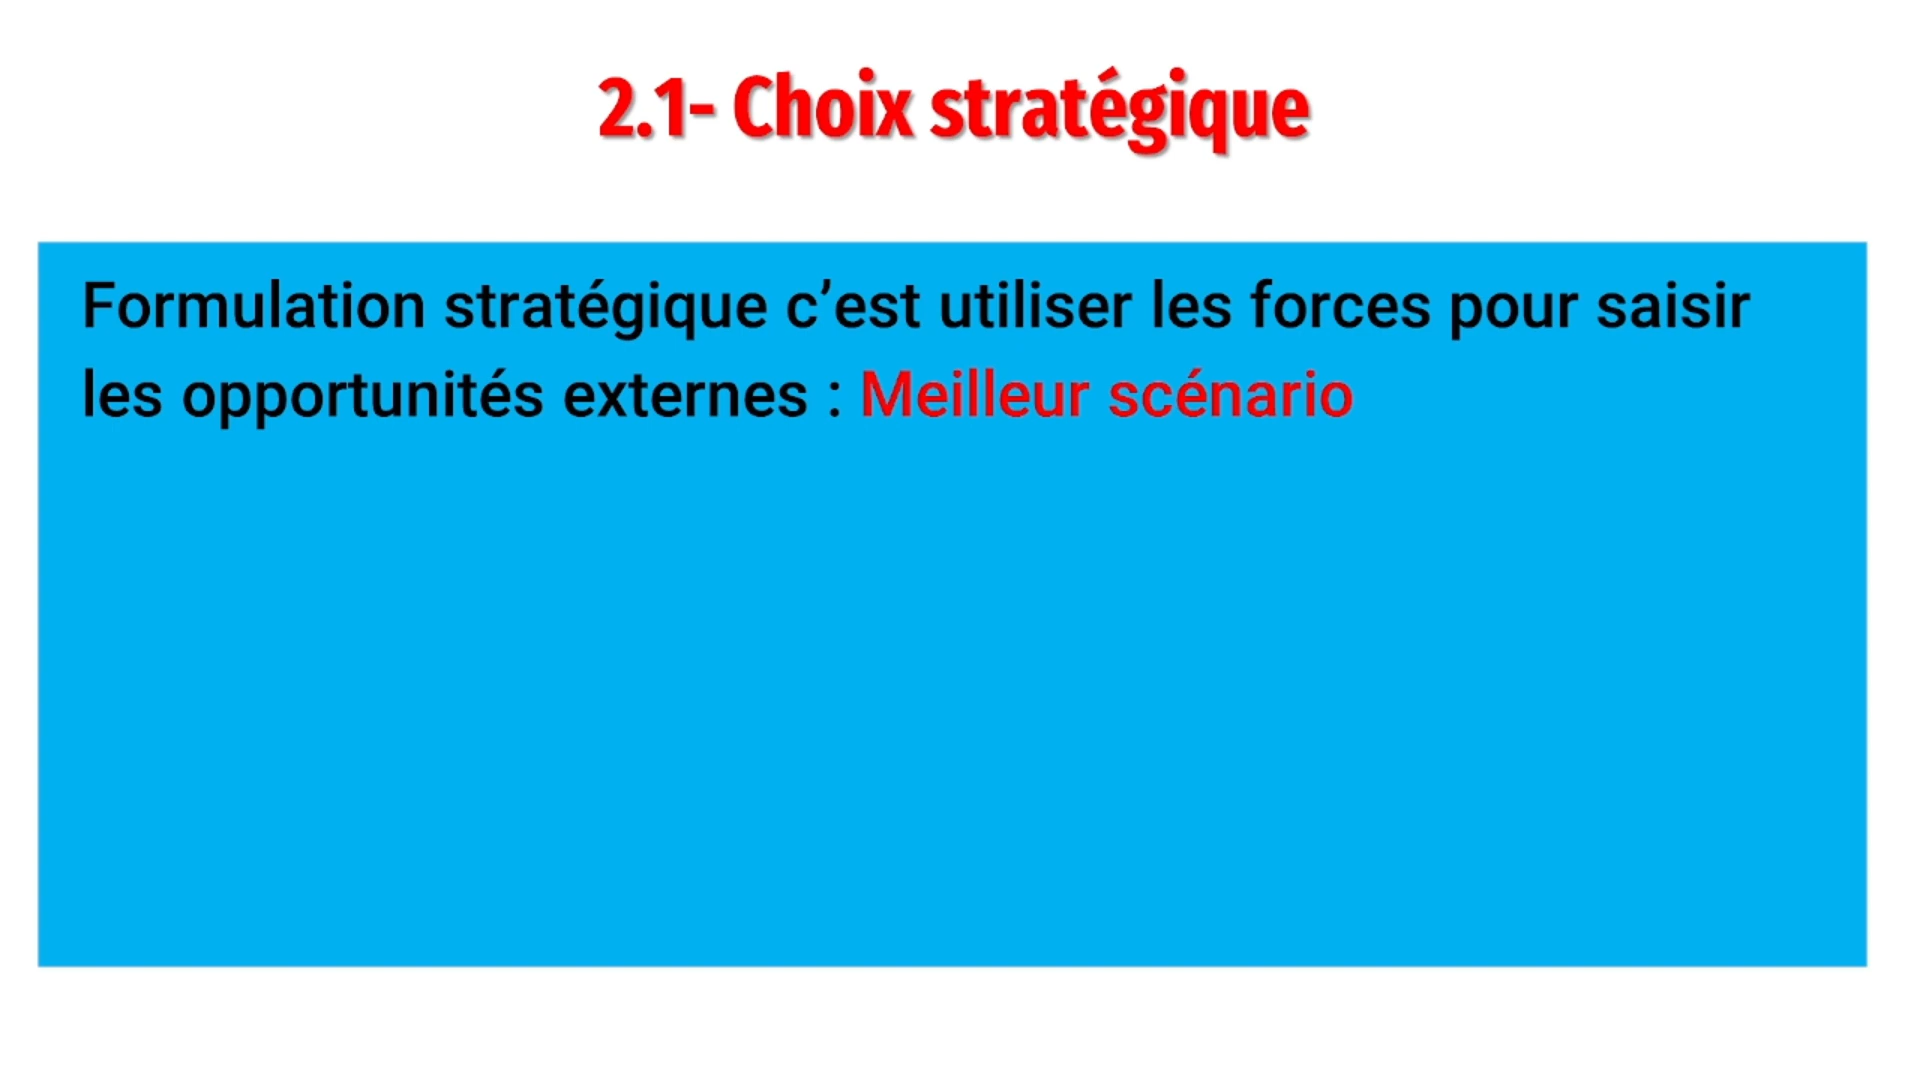 2.1- Choix stratégique
Formulation stratégique c’est utiliser les forces pour saisir
les opportunités externes : Meilleur scénario